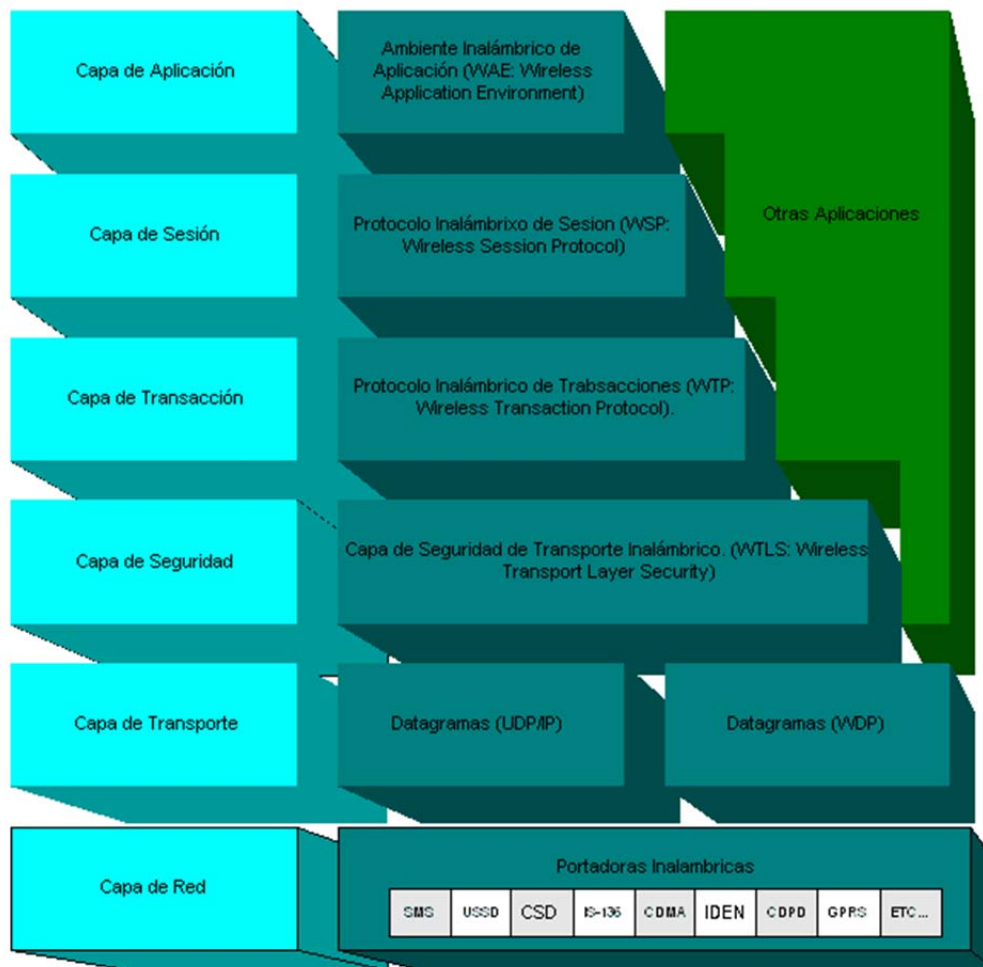 Capa de Aplicación
Ambiente Inalámbrico de
Aplicación (WAE: Wireless
Application Environment)
Otras Aplicaciones
Capa de Sesión
Protocolo Inalámbrixo de Sesion (WSP:
Wireless Session Protocol)
Capa de Transacción
Protocolo Inalámbrico de Trabsacciones (WTP:
Wireless Transaction Protocol).
Capa de Seguridad
Capa de Seguridad de Transporte Inalámbrico. (WTLS: Wireless
Transport Layer Security)
Capa de Transporte
Datagramas (UDP/IP)
Datagramas (WDP)
Capa de Red
Portadoras Inalambricas
SMS
USSD
CSD
IS-136
CDMA
IDEN
CDPD
GPRS
ETC...